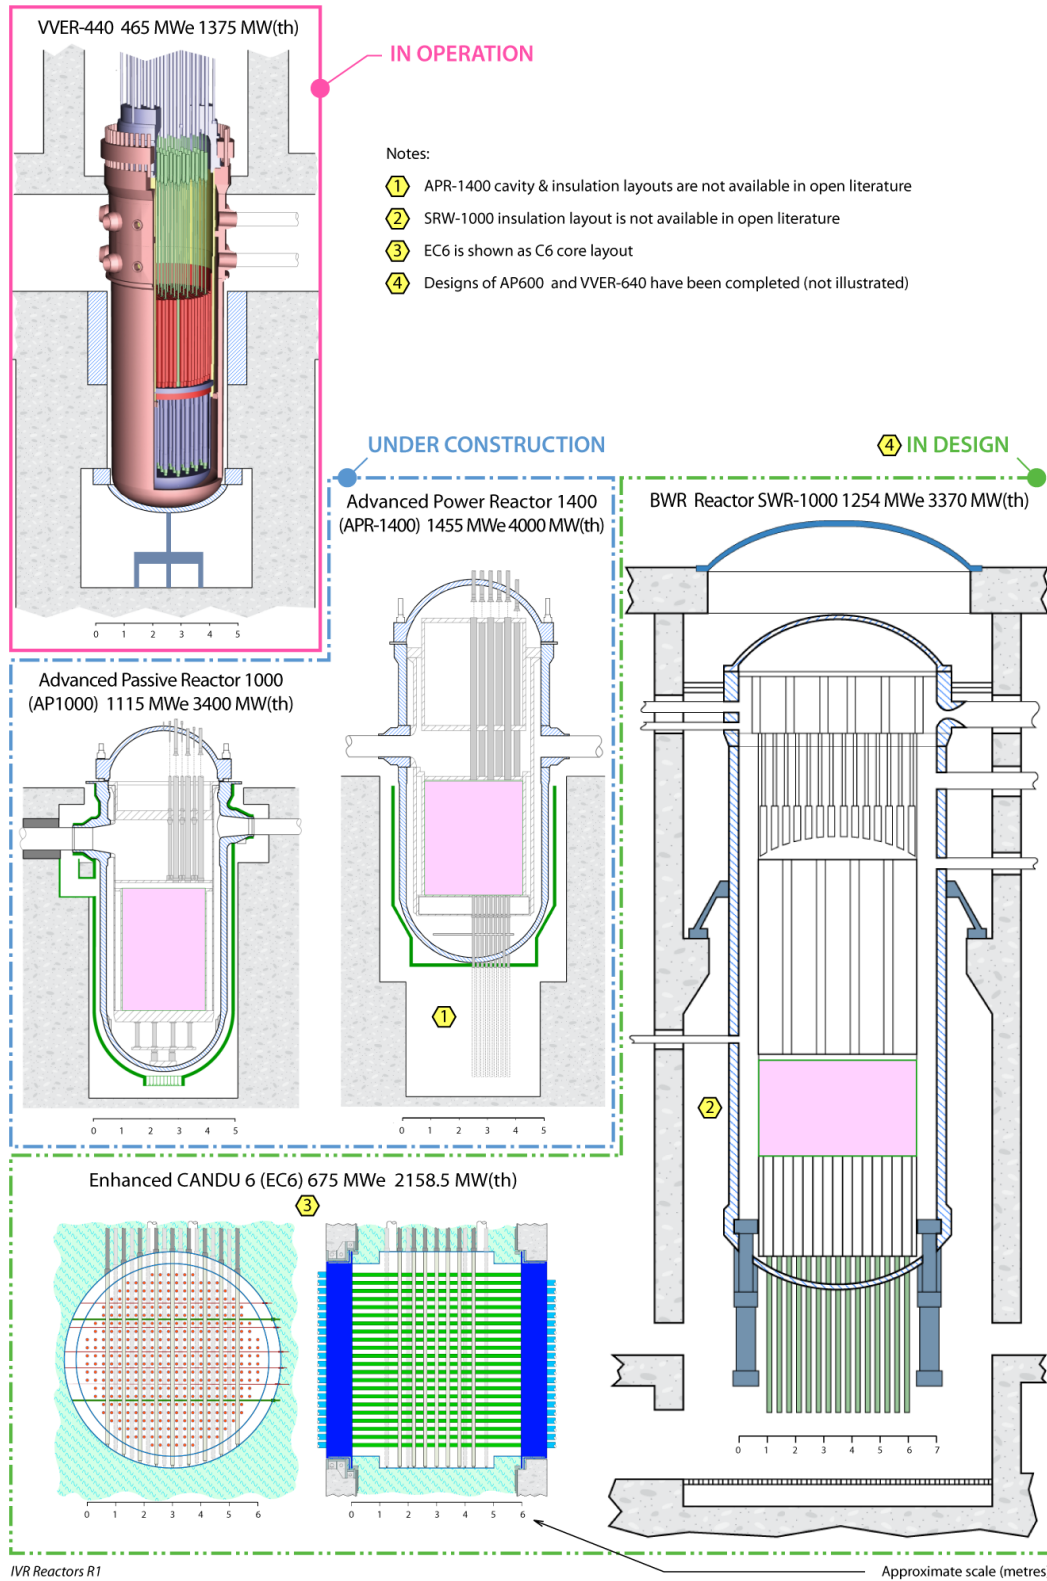 VVER-440 465 MWe 1375 MW(th)
IN OPERATION
Notes:
1 APR-1400 cavity & insulation layouts are not available in open literature
2 SRW-1000 insulation layout is not available in open literature
3 EC6 is shown as C6 core layout
4 Designs of AP600 and VVER-640 have been completed (not illustrated)
0 1 2 3 4 5
UNDER CONSTRUCTION
4 IN DESIGN
Advanced Power Reactor 1400
(APR-1400) 1455 MWe 4000 MW(th)
1
0 1 2 3 4 5
Advanced Passive Reactor 1000
(AP1000) 1115 MWe 3400 MW(th)
0 1 2 3 4 5
BWR Reactor SWR-1000 1254 MWe 3370 MW(th)
2
0 1 2 3 4 5 6 7
Enhanced CANDU 6 (EC6) 675 MWe 2158.5 MW(th)
3
0 1 2 3 4 5 6
0 1 2 3 4 5 6
IVR Reactors R1
Approximate scale (metres